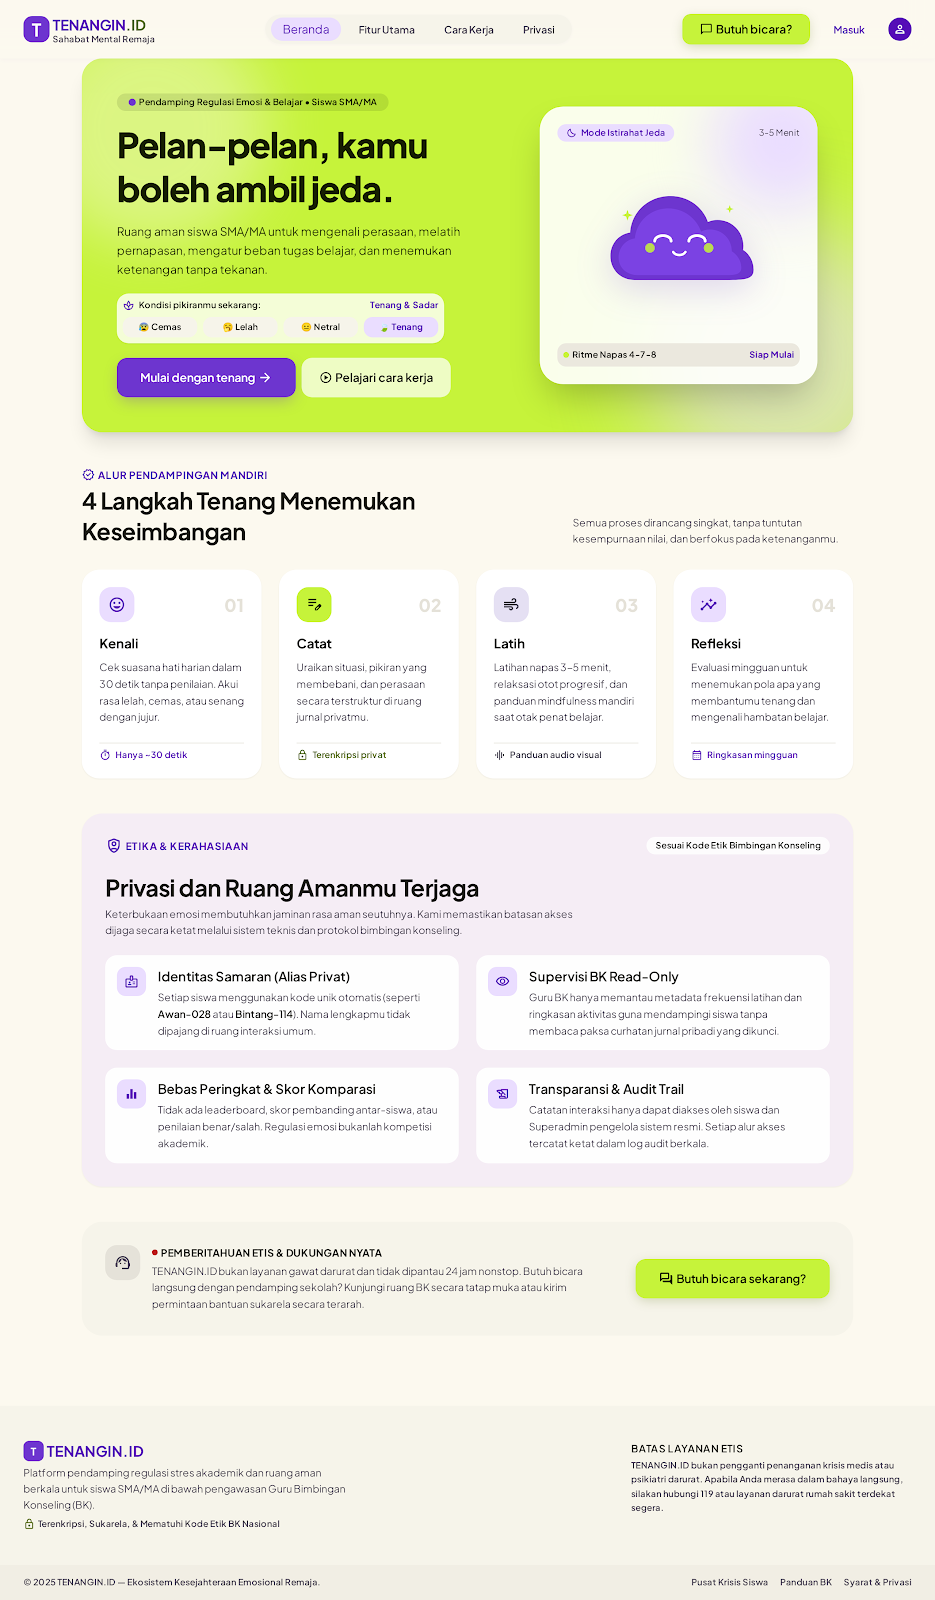 T TENANGIN.ID
Sahabat Mental Remaja
Beranda
Fitur Utama
Cara Kerja
Privasi
Butuh bicara?
Masuk
Pendamping Regulasi Emosi & Belajar • Siswa SMA/MA
Pelan-pelan, kamu
boleh ambil jeda.
Ruang aman siswa SMA/MA untuk mengenali perasaan, melatih
pernapasan, mengatur beban tugas belajar, dan menemukan
ketenangan tanpa tekanan.
Kondisi pikiranmu sekarang:
Tenang & Sadar
Cemas
Lelah
Netral
Tenang
Mulai dengan tenang →
Pelajari cara kerja
Mode Istirahat Jeda
3-5 Menit
Ritme Napas 4-7-8
Siap Mulai
ALUR PENDAMPINGAN MANDIRI
4 Langkah Tenang Menemukan
Keseimbangan
Semua proses dirancang singkat, tanpa tuntutan
kesempurnaan nilai, dan berfokus pada ketenanganmu.
01
Kenali
Cek suasana hati harian dalam
30 detik tanpa penilaian. Akui
rasa lelah, cemas, atau senang
dengan jujur.
Hanya ~30 detik
02
Catat
Uraikan situasi, pikiran yang
membebani, dan perasaan
secara terstruktur di ruang
jurnal privatmu.
Terenkripsi privat
03
Latih
Latihan napas 3-5 menit,
relaksasi otot progresif, dan
panduan mindfulness mandiri
saat otak penat belajar.
Panduan audio visual
04
Refleksi
Evaluasi mingguan untuk
menemukan pola apa yang
membantumu tenang dan
mengenali hambatan belajar.
Ringkasan mingguan
ETIKA & KERAHASIAAN
Sesuai Kode Etik Bimbingan Konseling
Privasi dan Ruang Amanmu Terjaga
Keterbukaan emosi membutuhkan jaminan rasa aman seutuhnya. Kami memastikan batasan akses
dijaga secara ketat melalui sistem teknis dan protokol bimbingan konseling.
Identitas Samaran (Alias Privat)
Setiap siswa menggunakan kode unik otomatis (seperti
Awan-028 atau Bintang-114). Nama lengkapmu tidak
dipajang di ruang interaksi umum.
Supervisi BK Read-Only
Guru BK hanya memantau metadata frekuensi latihan dan
ringkasan aktivitas guna mendampingi siswa tanpa
membaca paksa curhatan jurnal pribadi yang dikunci.
Bebas Peringkat & Skor Komparasi
Tidak ada leaderboard, skor pembanding antar-siswa, atau
penilaian benar/salah. Regulasi emosi bukanlah kompetisi
akademik.
Transparansi & Audit Trail
Catatan interaksi hanya dapat diakses oleh siswa dan
Superadmin pengelola sistem resmi. Setiap alur akses
tercatat ketat dalam log audit berkala.
PEMBERITAHUAN ETIS & DUKUNGAN NYATA
TENANGIN.ID bukan layanan gawat darurat dan tidak dipantau 24 jam nonstop. Butuh bicara
langsung dengan pendamping sekolah? Kunjungi ruang BK secara tatap muka atau kirim
permintaan bantuan sukarela secara terarah.
Butuh bicara sekarang?
T TENANGIN.ID
Platform pendamping regulasi stres akademik dan ruang aman
berkala untuk siswa SMA/MA di bawah pengawasan Guru Bimbingan
Konseling (BK).
Terenkripsi, Sukarela, & Mematuhi Kode Etik BK Nasional
BATAS LAYANAN ETIS
TENANGIN.ID bukan pengganti penanganan krisis medis atau
psikiatri darurat. Apabila Anda merasa dalam bahaya langsung,
silakan hubungi 119 atau layanan darurat rumah sakit terdekat
segera.
© 2025 TENANGIN.ID — Ekosistem Kesejahteraan Emosional Remaja.
Pusat Krisis Siswa
Panduan BK
Syarat & Privasi